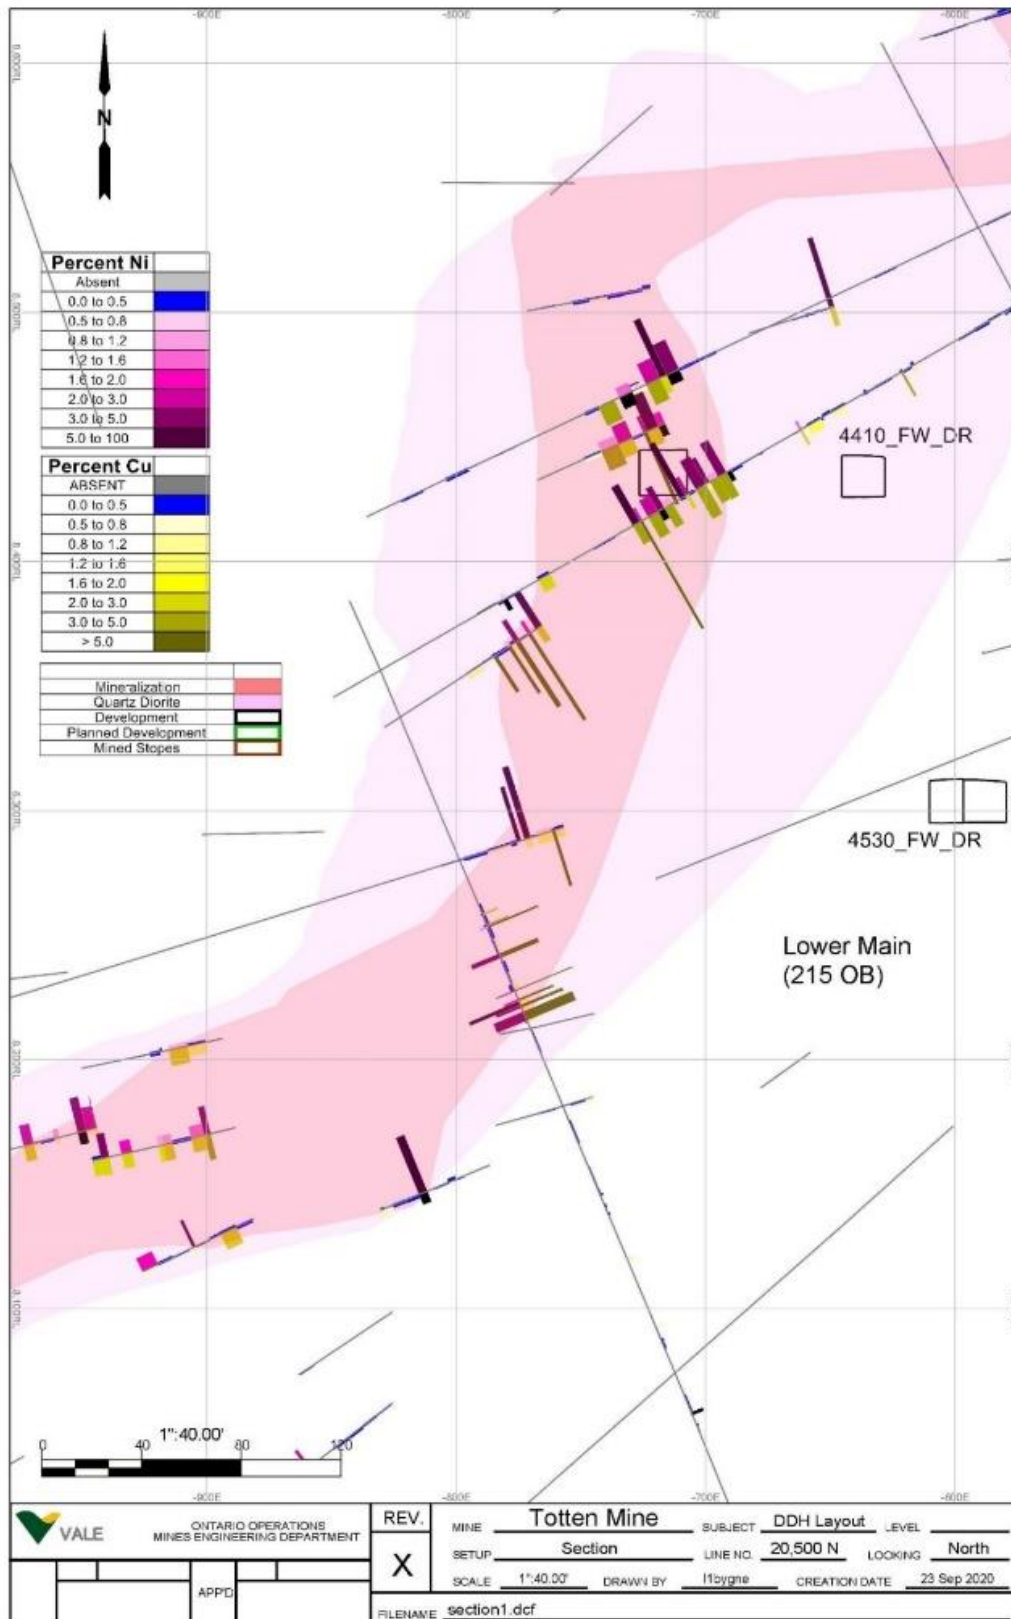 -900E -800E -700E -600E
N
Percent Ni
Absent
0.0 to 0.5
0.5 to 0.8
0.8 to 1.2
1.2 to 1.6
1.6 to 2.0
2.0 to 3.0
3.0 to 5.0
5.0 to 100
Percent Cu
ABSENT
0.0 to 0.5
0.5 to 0.8
0.8 to 1.2
1.2 to 1.6
1.6 to 2.0
2.0 to 3.0
3.0 to 5.0
> 5.0
Mineralization
Quartz Diorite
Development
Planned Development
Mined Stopes
4410_FW_DR
4530_FW_DR
Lower Main
(215 OB)
1":40.00'
0 40 80 120
-900E -800E -700E -600E
VALE
ONTARIO OPERATIONS
MINES ENGINEERING DEPARTMENT
APP'D
REV.
X
MINE Totten Mine SUBJECT DDH Layout LEVEL
SETUP Section LINE NO. 20,500 N LOOKING North
SCALE 1":40.00' DRAWN BY CREATION DATE 23 Sep 2020
FILENAME section1.dcf